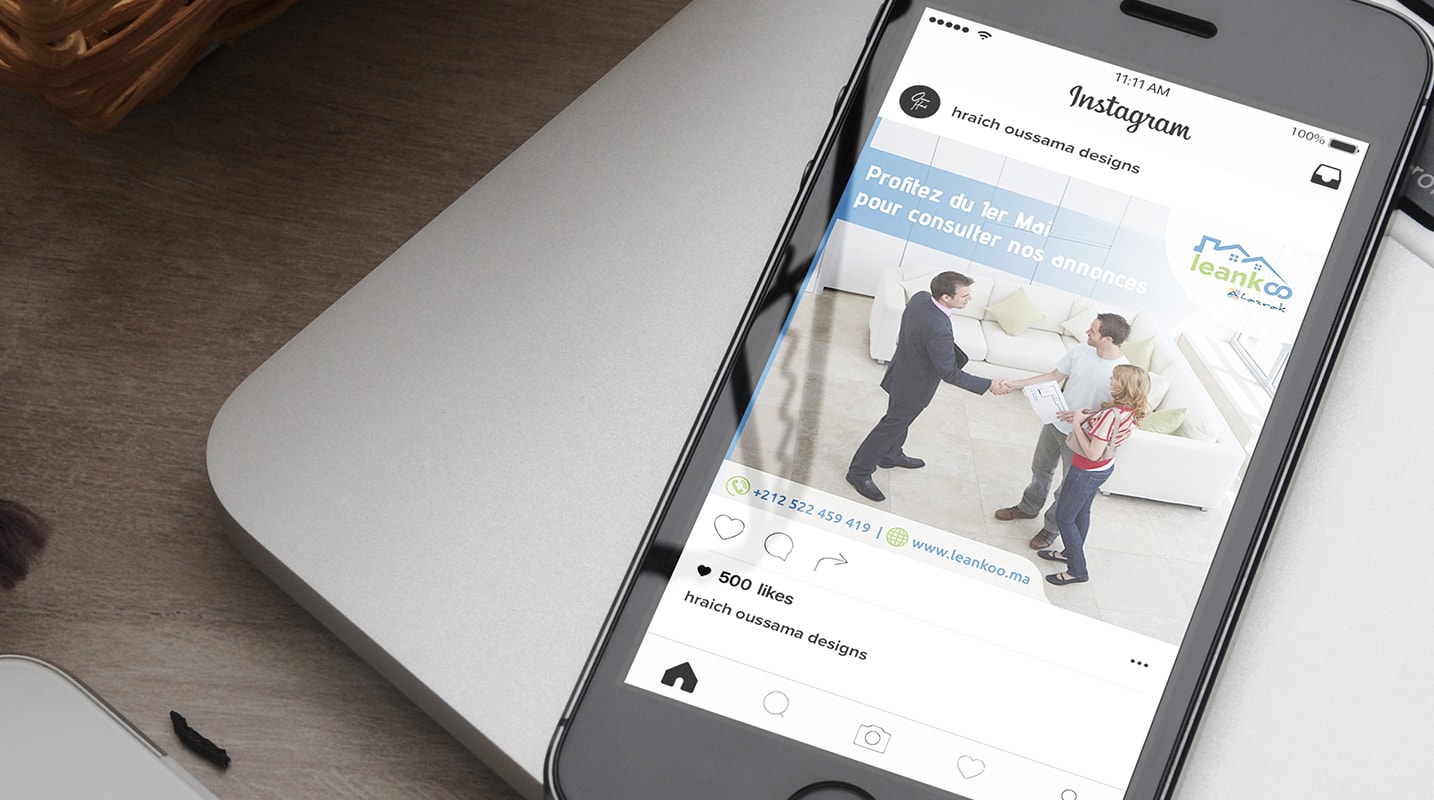 11:11 AM
100%
Instagram
hraich oussama designs
Profitez du 1er Mai
pour consulter nos annonces
leankoo
Lazrak
+212 522 459 419 | www.leankoo.ma
500 likes
hraich oussama designs